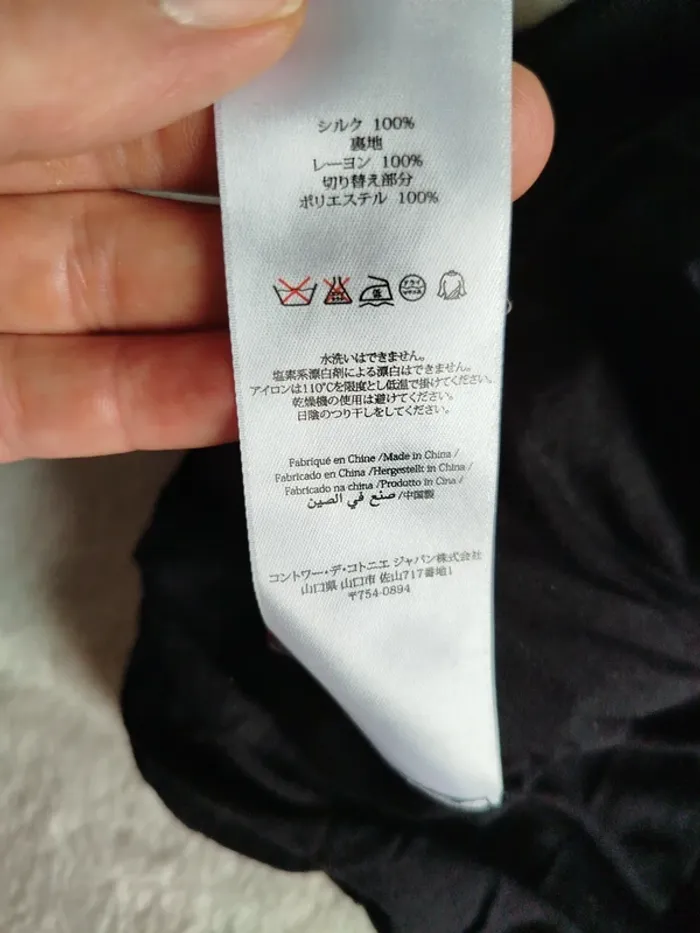 シルク 100%
裏地
レーヨン 100%
切り替え部分
ポリエステル 100%
水洗いはできません。
塩素系漂白剤による漂白はできません。
アイロンは110℃を限度とし低温で掛けてください。
乾燥機の使用は避けてください。
日陰のつり干しをしてください。
Fabriqué en Chine /Made in China /
Fabricado en China /Hergestellt in China /
Fabricado na china /Prodotto in Cina/
صنع في الصين /中国製
コントワー・デ・コトニエ ジャパン株式会社
山口県 山口市 佐山717番地1
〒754-0894